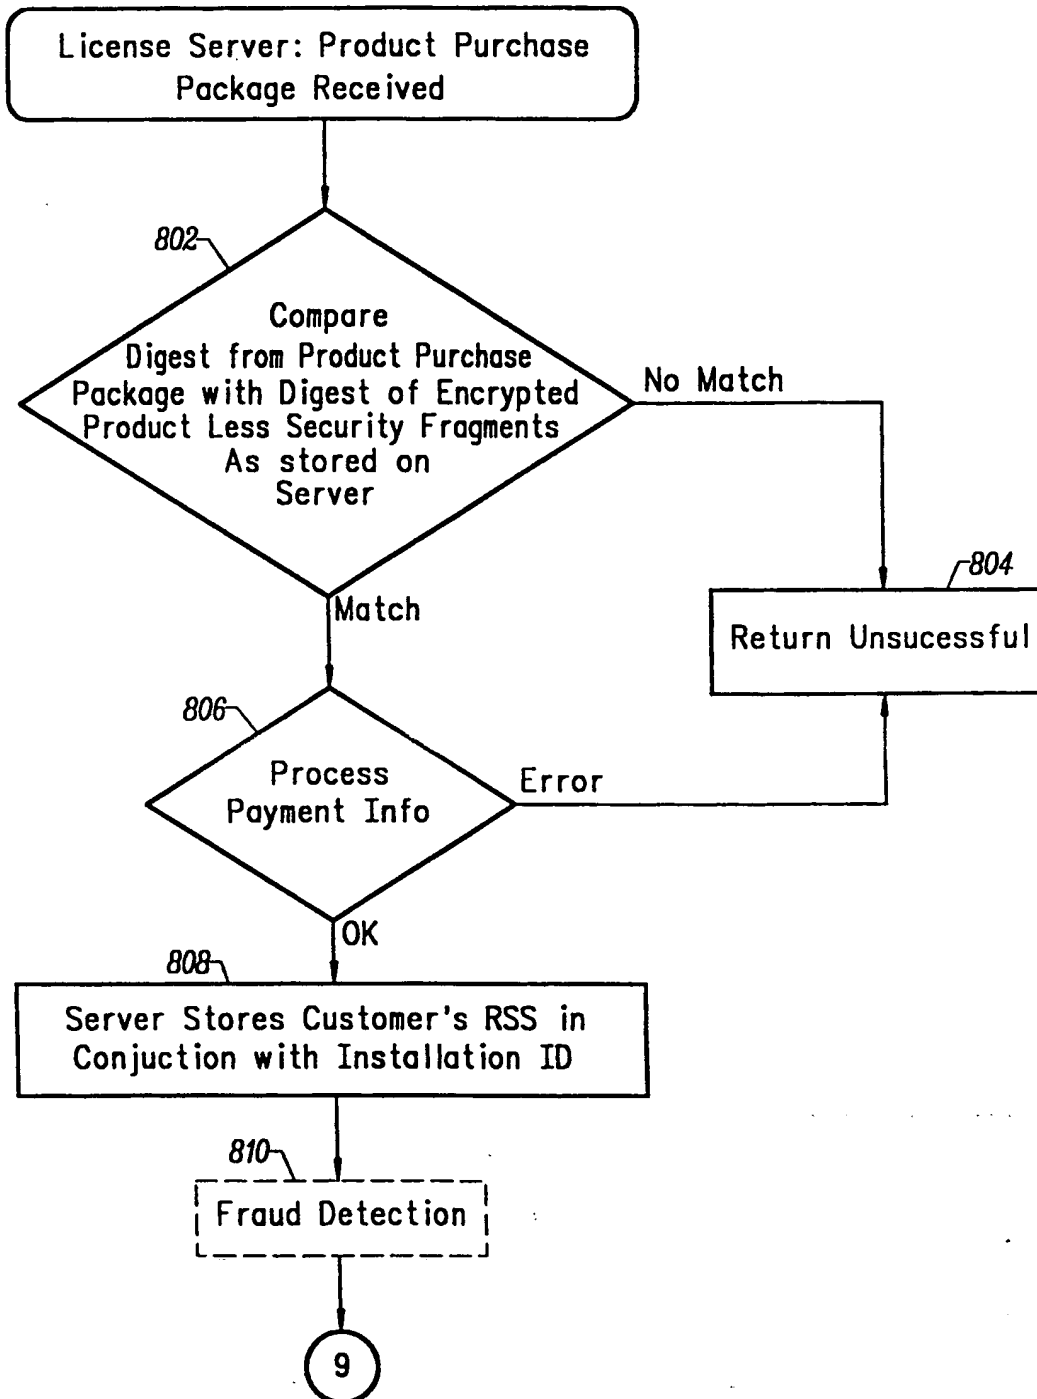 License Server: Product Purchase
Package Received
802
Compare
Digest from Product Purchase
Package with Digest of Encrypted
Product Less Security Fragments
As stored on
Server
No Match
804
Return Unsucessful
Match
806
Process
Payment Info
Error
OK
808
Server Stores Customer's RSS in
Conjuction with Installation ID
810
Fraud Detection
9